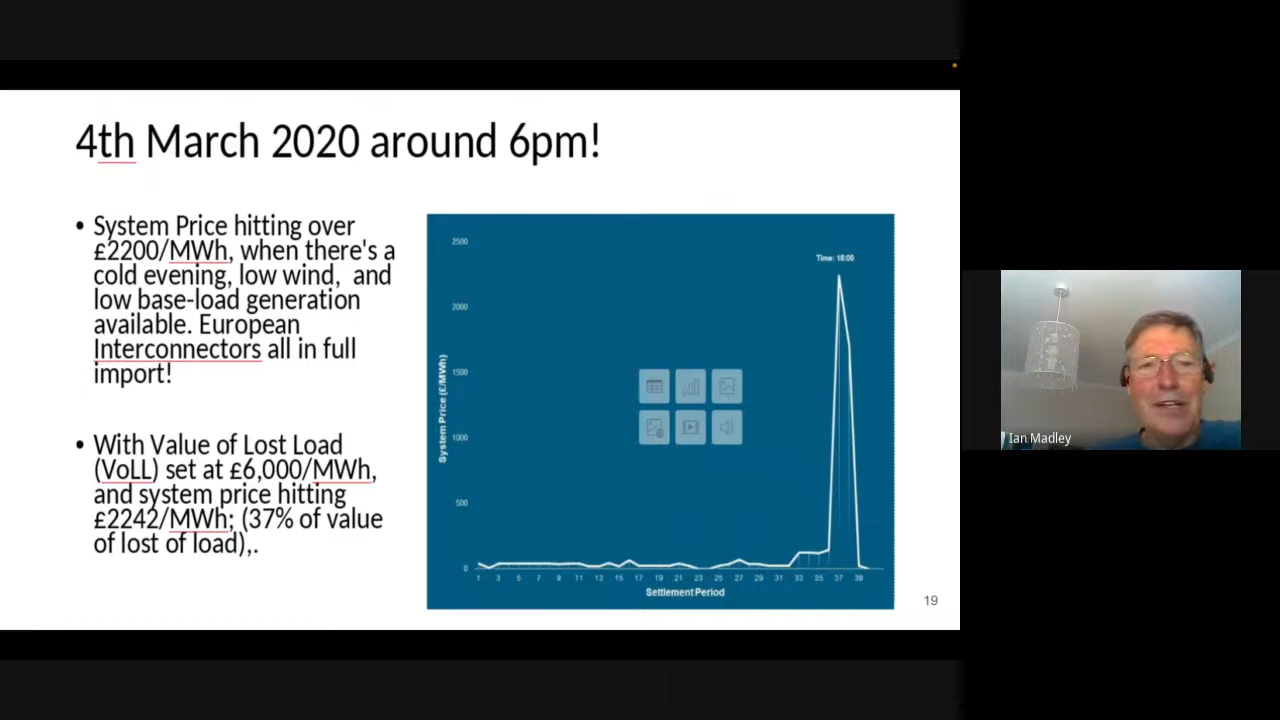 4th March 2020 around 6pm!
• System Price hitting over
£2200/MWh, when there's a
cold evening, low wind,  and
low base-load generation
available. European
Interconnectors all in full
import!
• With Value of Lost Load
(VoLL) set at £6,000/MWh,
and system price hitting
£2242/MWh; (37% of value
of lost of load),.
Time: 18:00
2500
2000
1500
1000
500
0
System Price (£/MWh)
1 3 5 7 9 11 13 15 17 19 21 23 25 27 29 31 33 35 37 39
Settlement Period
19
Ian Madley